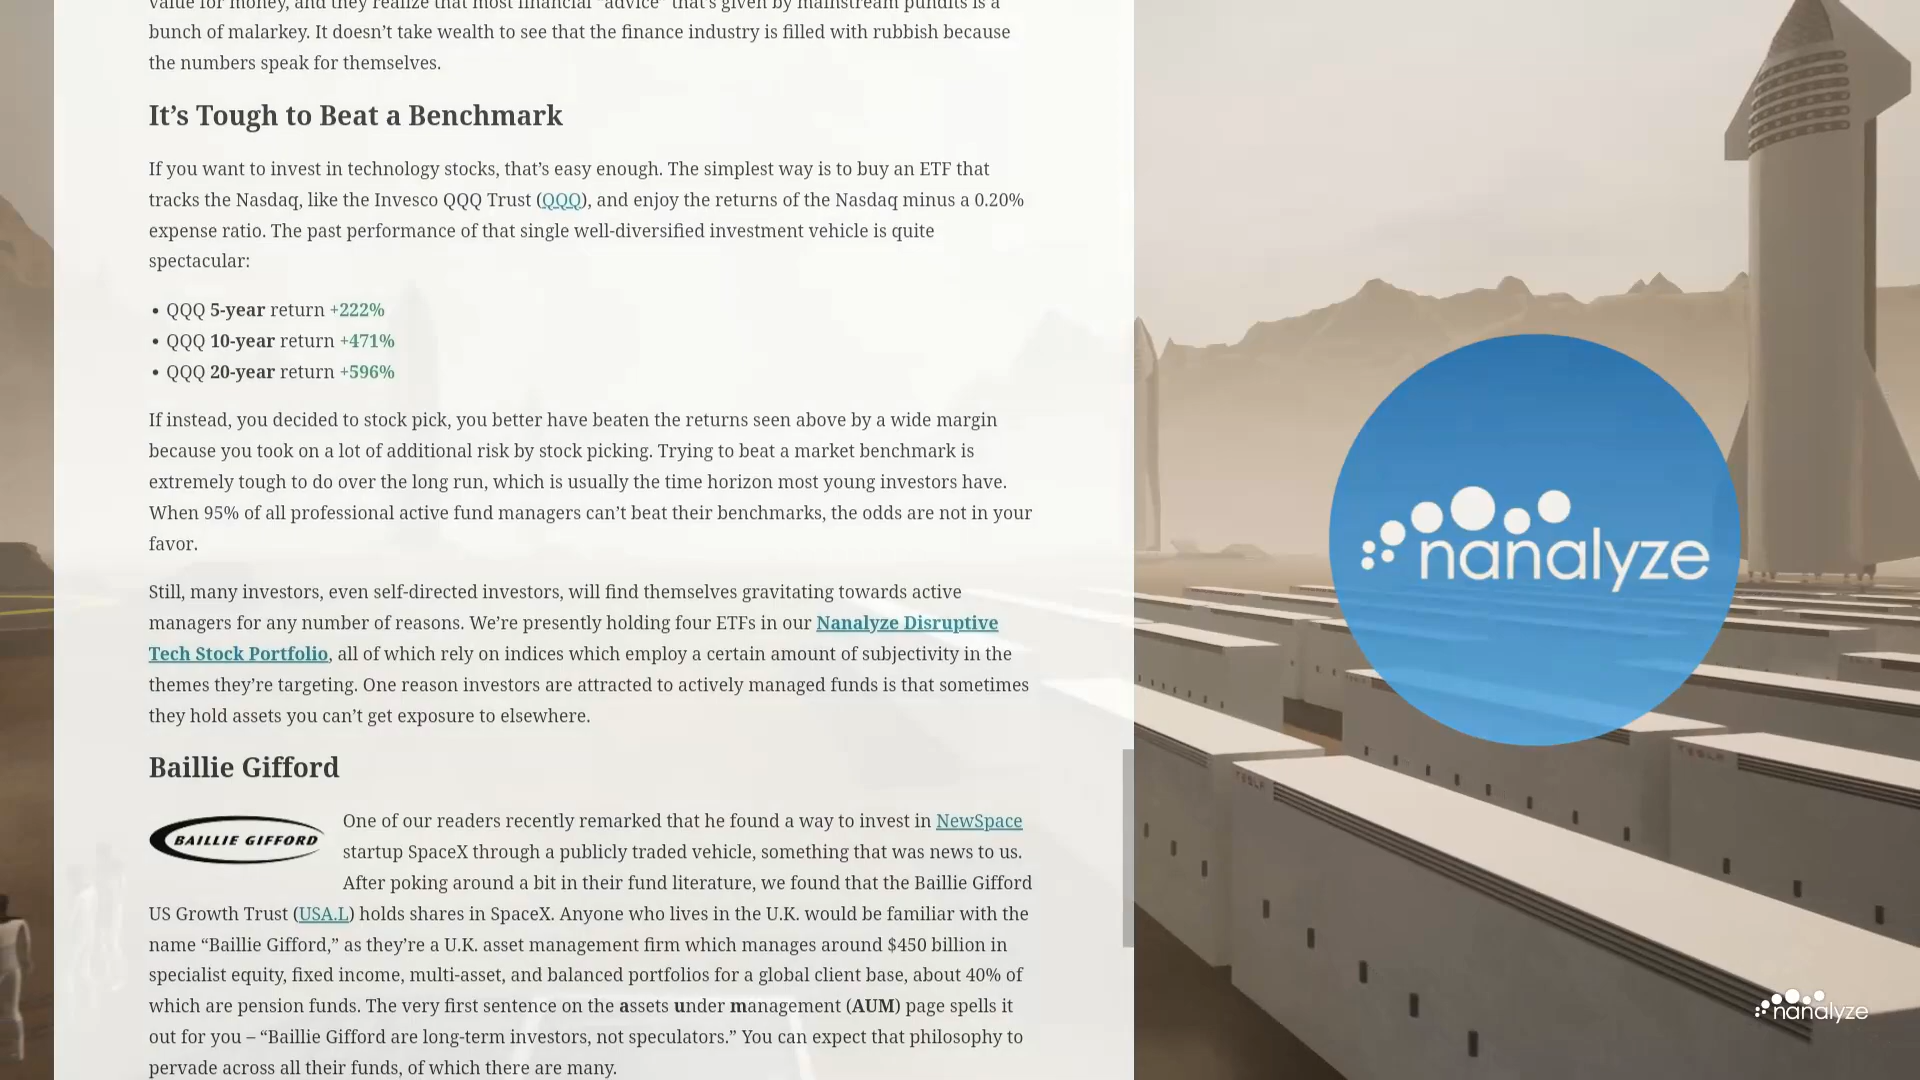 value for money, and they realize that most financial “advice” that’s given by mainstream pundits is a
bunch of malarkey. It doesn’t take wealth to see that the finance industry is filled with rubbish because
the numbers speak for themselves.
It’s Tough to Beat a Benchmark
If you want to invest in technology stocks, that’s easy enough. The simplest way is to buy an ETF that
tracks the Nasdaq, like the Invesco QQQ Trust (QQQ), and enjoy the returns of the Nasdaq minus a 0.20%
expense ratio. The past performance of that single well-diversified investment vehicle is quite
spectacular:
• QQQ 5-year return +222%
• QQQ 10-year return +471%
• QQQ 20-year return +596%
If instead, you decided to stock pick, you better have beaten the returns seen above by a wide margin
because you took on a lot of additional risk by stock picking. Trying to beat a market benchmark is
extremely tough to do over the long run, which is usually the time horizon most young investors have.
When 95% of all professional active fund managers can’t beat their benchmarks, the odds are not in your
favor.
Still, many investors, even self-directed investors, will find themselves gravitating towards active
managers for any number of reasons. We’re presently holding four ETFs in our Nanalyze Disruptive
Tech Stock Portfolio, all of which rely on indices which employ a certain amount of subjectivity in the
themes they’re targeting. One reason investors are attracted to actively managed funds is that sometimes
they hold assets you can’t get exposure to elsewhere.
Baillie Gifford
BAILLIE GIFFORD
One of our readers recently remarked that he found a way to invest in NewSpace
startup SpaceX through a publicly traded vehicle, something that was news to us.
After poking around a bit in their fund literature, we found that the Baillie Gifford
US Growth Trust (USA.L) holds shares in SpaceX. Anyone who lives in the U.K. would be familiar with the
name “Baillie Gifford,” as they’re a U.K. asset management firm which manages around $450 billion in
specialist equity, fixed income, multi-asset, and balanced portfolios for a global client base, about 40% of
which are pension funds. The very first sentence on the assets under management (AUM) page spells it
out for you – “Baillie Gifford are long-term investors, not speculators.” You can expect that philosophy to
pervade across all their funds, of which there are many.
nanalyze
TESLA
TESLA
nanalyze